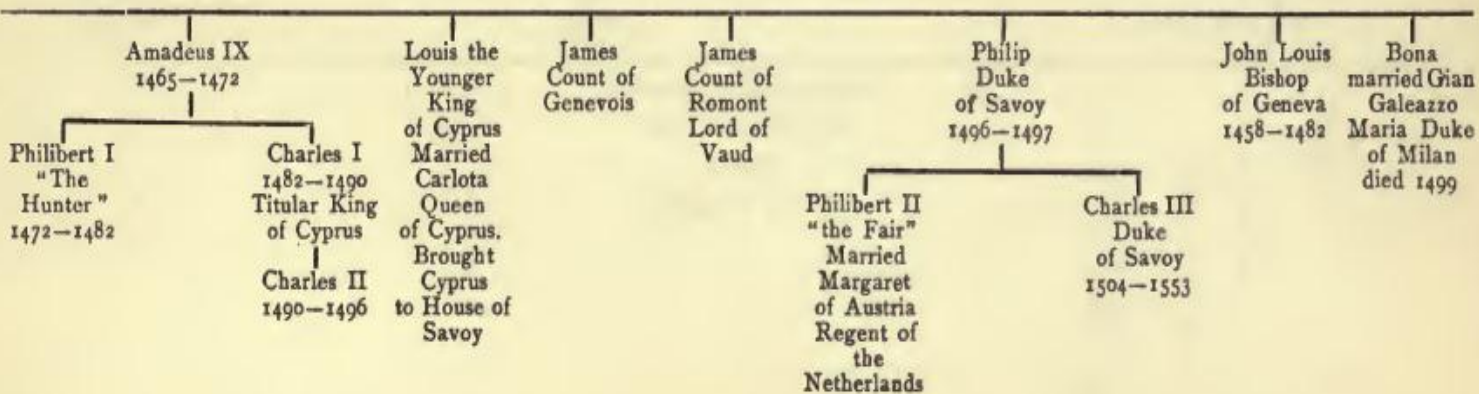 Amadeus IX
1465—1472
Philibert I
"The
Hunter"
1472—1482
Charles I
1482—1490
Titular King
of Cyprus
Charles II
1490—1496
Louis the
Younger
King
of Cyprus
Married
Carlota
Queen
of Cyprus.
Brought
Cyprus
to House of
Savoy
James
Count of
Genevois
James
Count of
Romont
Lord of
Vaud
Philip
Duke
of Savoy
1496—1497
Philibert II
"the Fair"
Married
Margaret
of Austria
Regent of
the
Netherlands
Charles III
Duke
of Savoy
1504—1553
John Louis
Bishop
of Geneva
1458—1482
Bona
married Gian
Galeazzo
Maria Duke
of Milan
died 1499